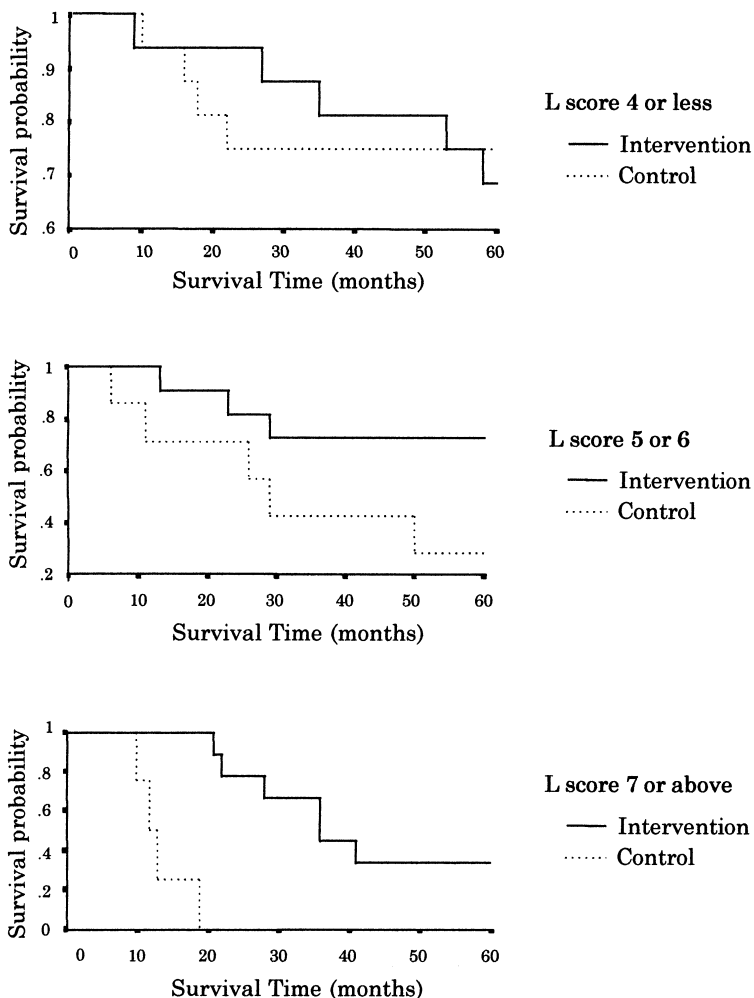 Survival probability
1
.9
.8
.7
.6
0 10 20 30 40 50 60
Survival Time (months)
L score 4 or less
Intervention
Control
Survival probability
1
.8
.6
.4
.2
0 10 20 30 40 50 60
Survival Time (months)
L score 5 or 6
Intervention
Control
Survival probability
1
.8
.6
.4
.2
0
0 10 20 30 40 50 60
Survival Time (months)
L score 7 or above
Intervention
Control